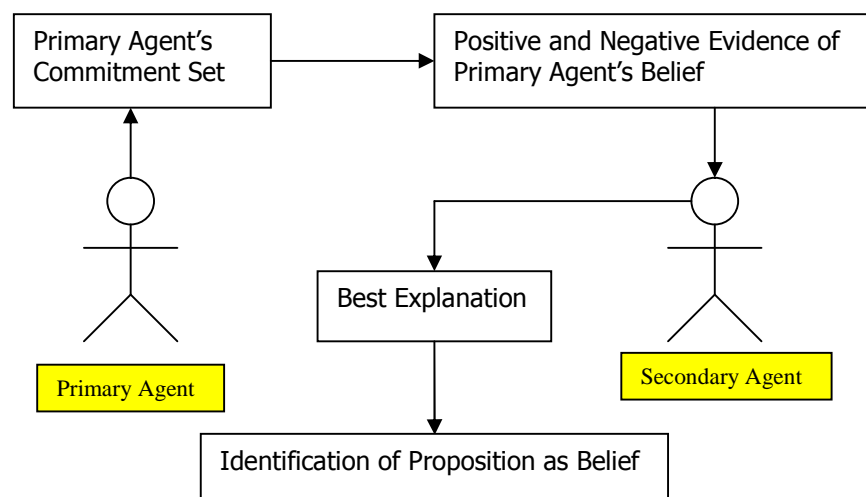 Primary Agent’s
Commitment Set
Positive and Negative Evidence of
Primary Agent’s Belief
Best Explanation
Primary Agent
Secondary Agent
Identification of Proposition as Belief